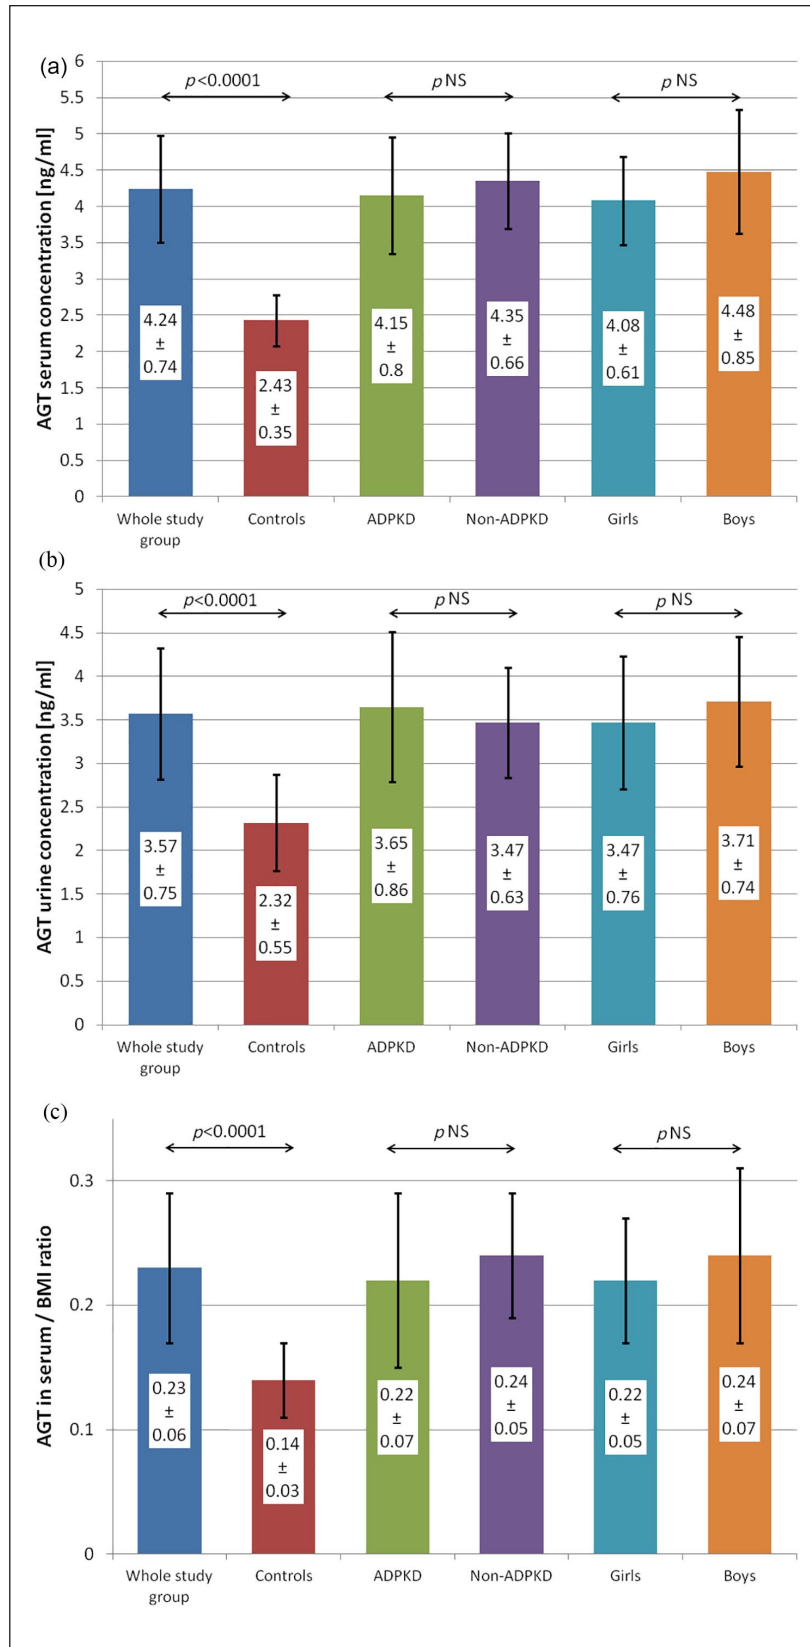 (a)
p<0.0001
p NS
p NS
AGT serum concentration [ng/ml]
6
5.5
5
4.5
4
3.5
3
2.5
2
1.5
1
0.5
0
4.24
±
0.74
2.43
±
0.35
4.15
±
0.8
4.35
±
0.66
4.08
±
0.61
4.48
±
0.85
Whole study
group
Controls
ADPKD
Non-ADPKD
Girls
Boys
(b)
p<0.0001
p NS
p NS
AGT urine concentration [ng/ml]
5
4.5
4
3.5
3
2.5
2
1.5
1
0.5
0
3.57
±
0.75
2.32
±
0.55
3.65
±
0.86
3.47
±
0.63
3.47
±
0.76
3.71
±
0.74
Whole study
group
Controls
ADPKD
Non-ADPKD
Girls
Boys
(c)
p<0.0001
p NS
p NS
AGT in serum / BMI ratio
0.3
0.2
0.1
0
0.23
±
0.06
0.14
±
0.03
0.22
±
0.07
0.24
±
0.05
0.22
±
0.05
0.24
±
0.07
Whole study
group
Controls
ADPKD
Non-ADPKD
Girls
Boys